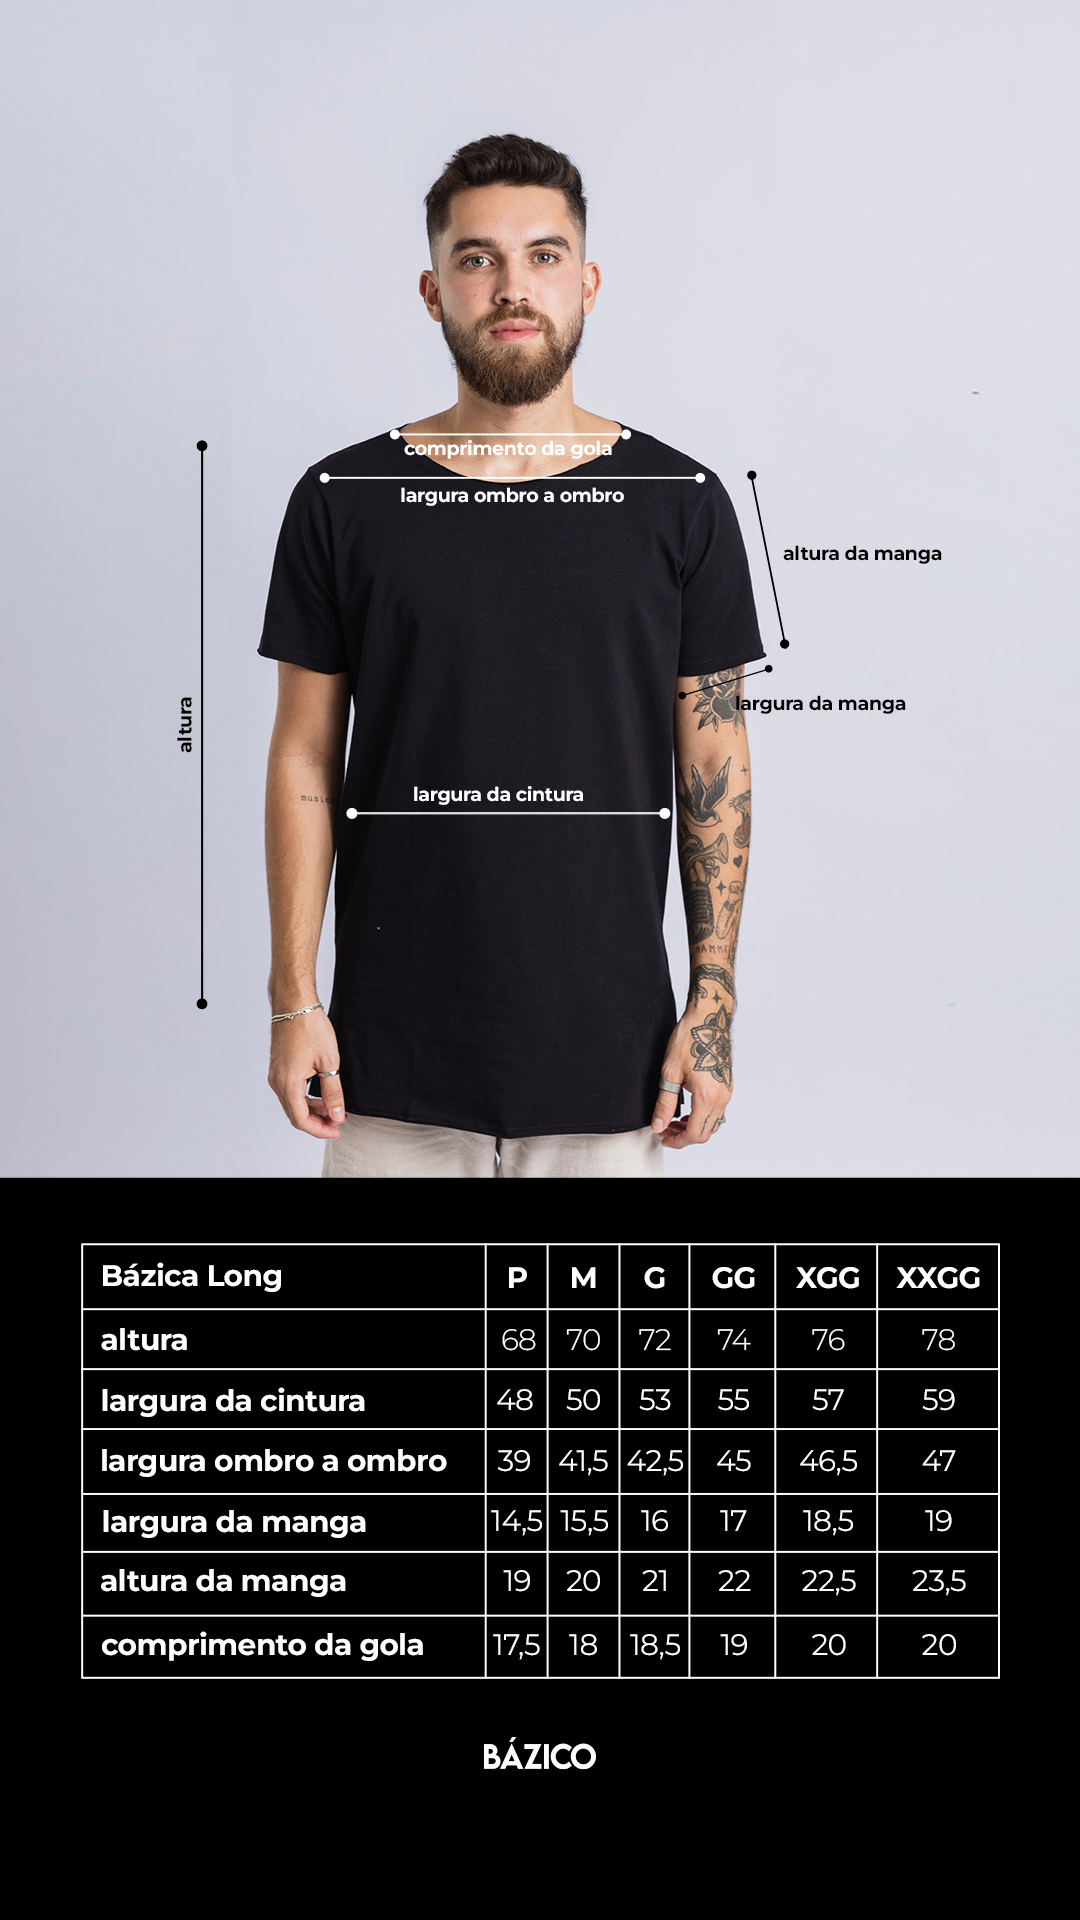 comprimento da gola
largura ombro a ombro
altura da manga
largura da manga
altura
largura da cintura
music
MAMMA
Bázica Long P M G GG XGG XXGG
altura 68 70 72 74 76 78
largura da cintura 48 50 53 55 57 59
largura ombro a ombro 39 41,5 42,5 45 46,5 47
largura da manga 14,5 15,5 16 17 18,5 19
altura da manga 19 20 21 22 22,5 23,5
comprimento da gola 17,5 18 18,5 19 20 20
BÁZICO